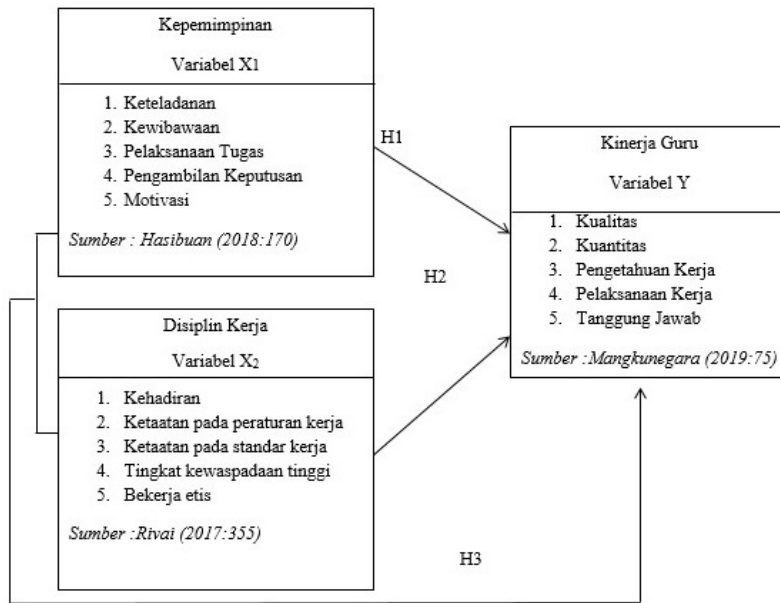 Kepemimpinan
Variabel X1
1. Keteladanan
2. Kewibawaan
3. Pelaksanaan Tugas
4. Pengambilan Keputusan
5. Motivasi
Sumber : Hasibuan (2018:170)
H1
Kinerja Guru
Variabel Y
1. Kualitas
2. Kuantitas
3. Pengetahuan Kerja
4. Pelaksanaan Kerja
5. Tanggung Jawab
Sumber :Mangkunegara (2019:75)
H2
Disiplin Kerja
Variabel X2
1. Kehadiran
2. Ketaatan pada peraturan kerja
3. Ketaatan pada standar kerja
4. Tingkat kewaspadaan tinggi
5. Bekerja etis
Sumber :Rivai (2017:355)
H3